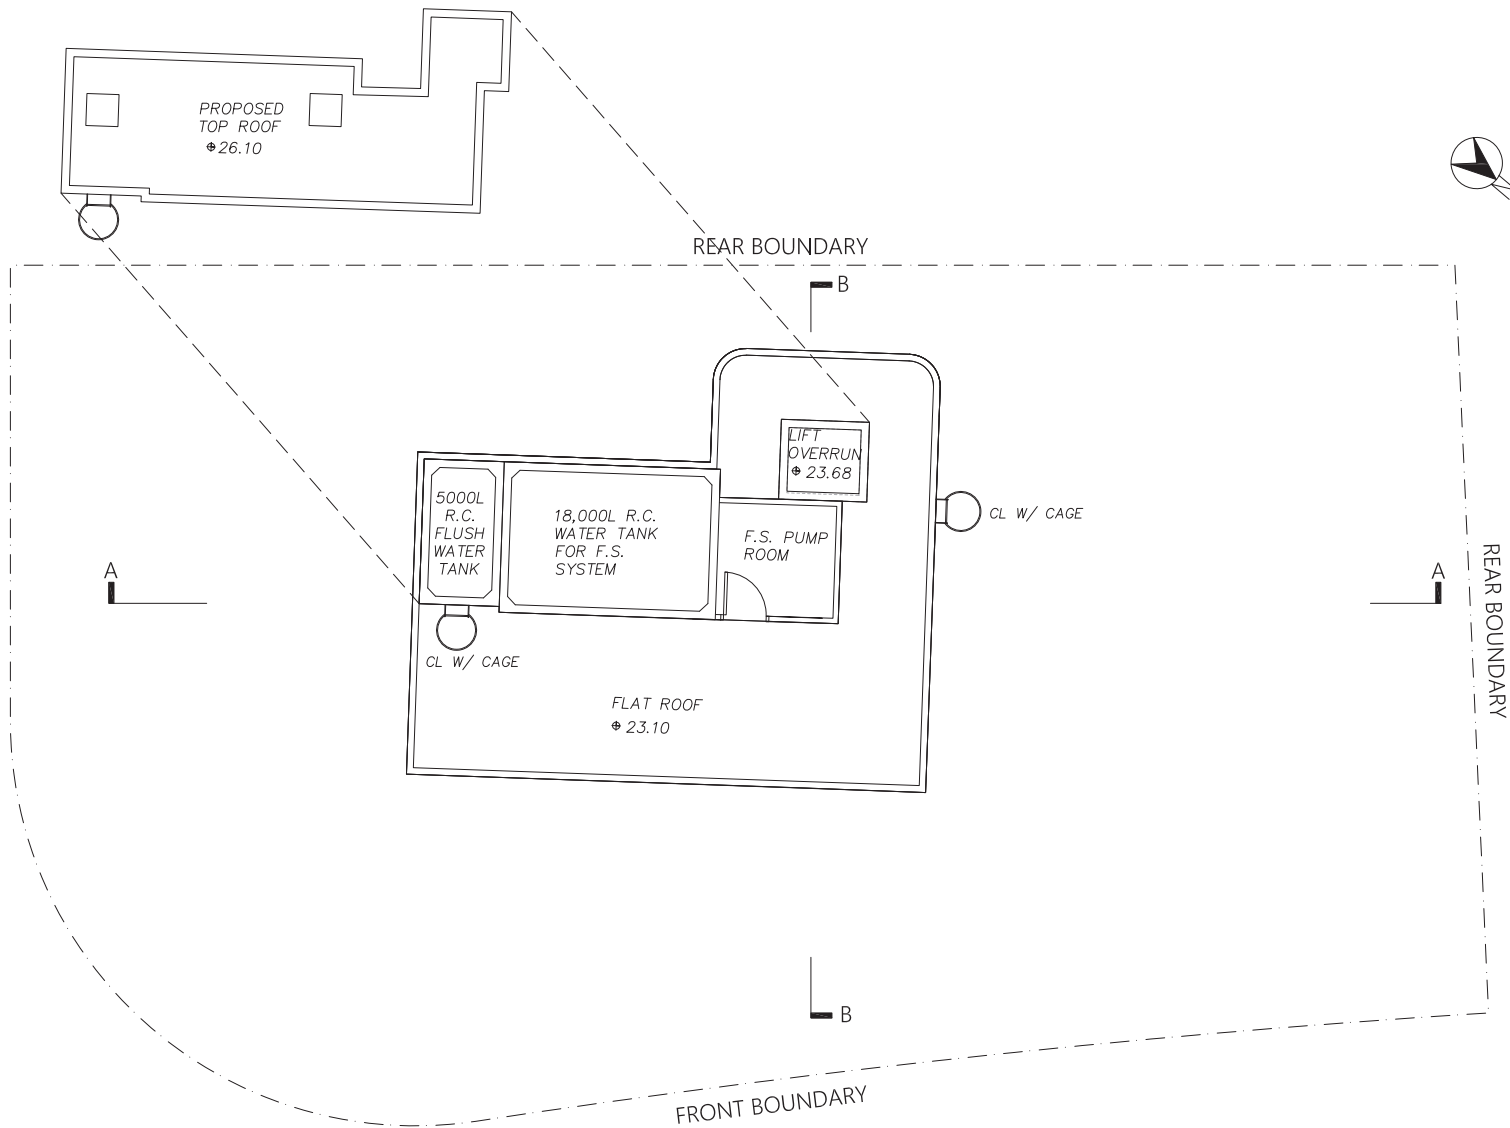 PROPOSED
TOP ROOF
26.10
REAR BOUNDARY
B
LIFT
OVERRUN
23.68
5000L
R.C.
FLUSH
WATER
TANK
18,000L R.C.
WATER TANK
FOR F.S.
SYSTEM
F.S. PUMP
ROOM
CL W/ CAGE
A
A
REAR BOUNDARY
CL W/ CAGE
FLAT ROOF
23.10
B
FRONT BOUNDARY